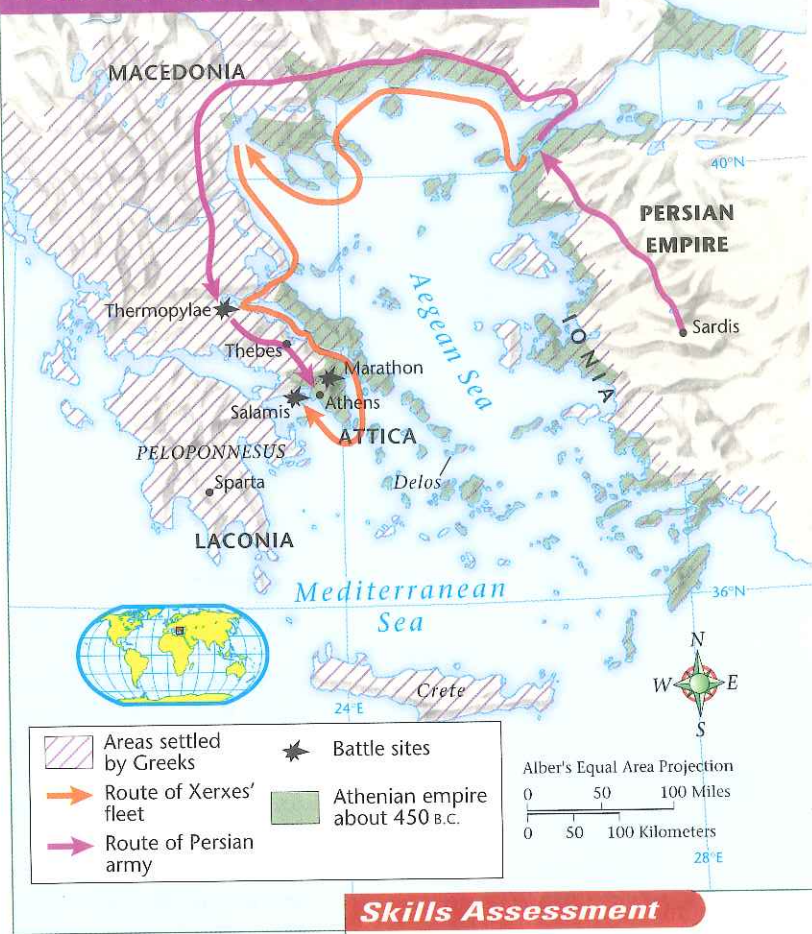 MACEDONIA
40°N
PERSIAN
EMPIRE
Aegean Sea
Thermopylae
IONIA
Sardis
Thebes
Marathon
Salamis
Athens
ATTICA
PELOPONNESUS
Delos
Sparta
LACONIA
Mediterranean
Sea
36°N
N
W
E
S
Crete
24°E
Areas settled
by Greeks
Battle sites
Route of Xerxes'
fleet
Athenian empire
about 450 B.C.
Route of Persian
army
Alber's Equal Area Projection
0 50 100 Miles
0 50 100 Kilometers
28°E
Skills Assessment